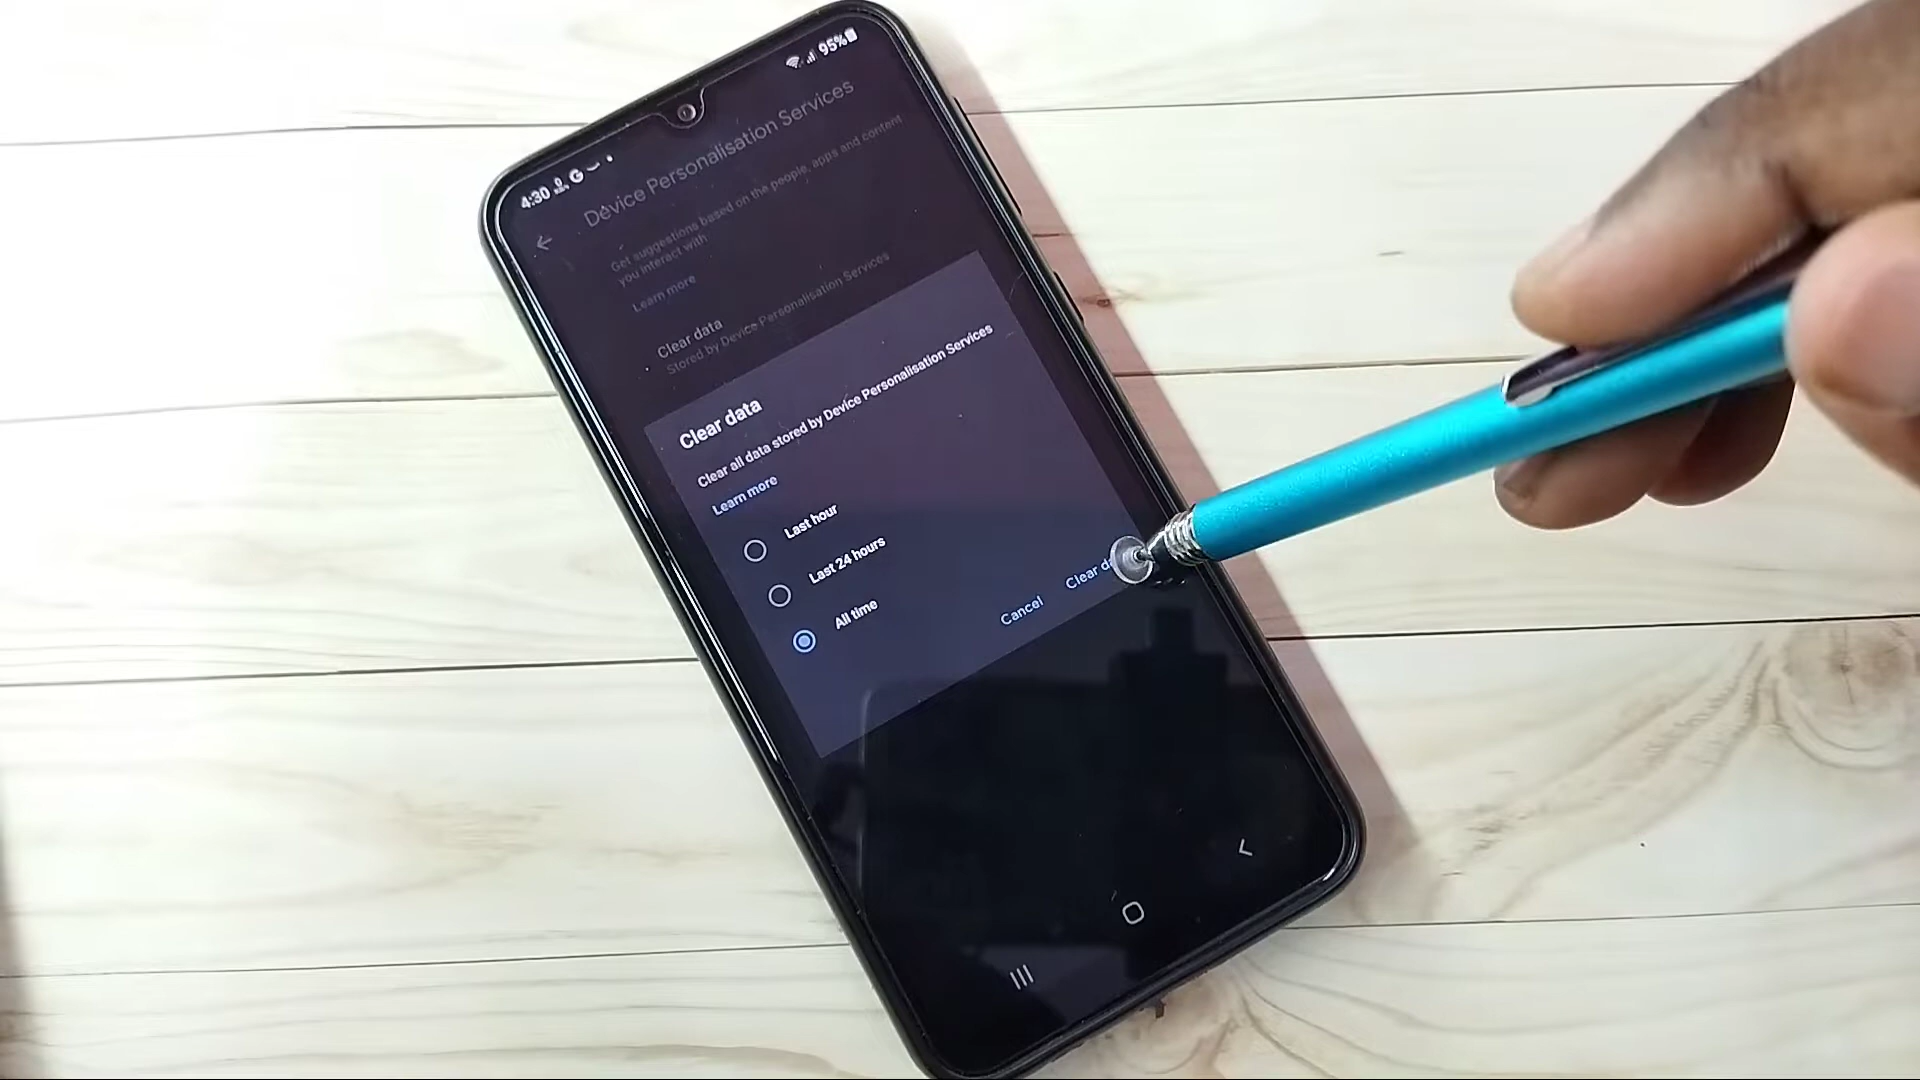 4:30
95%
Device Personalisation Services
Get suggestions based on the people, apps and content
you interact with
Learn more
Clear data
Stored by Device Personalisation Services
Clear data
Clear all data stored by Device Personalisation Services
Learn more
Last hour
Last 24 hours
All time
Cancel
Clear